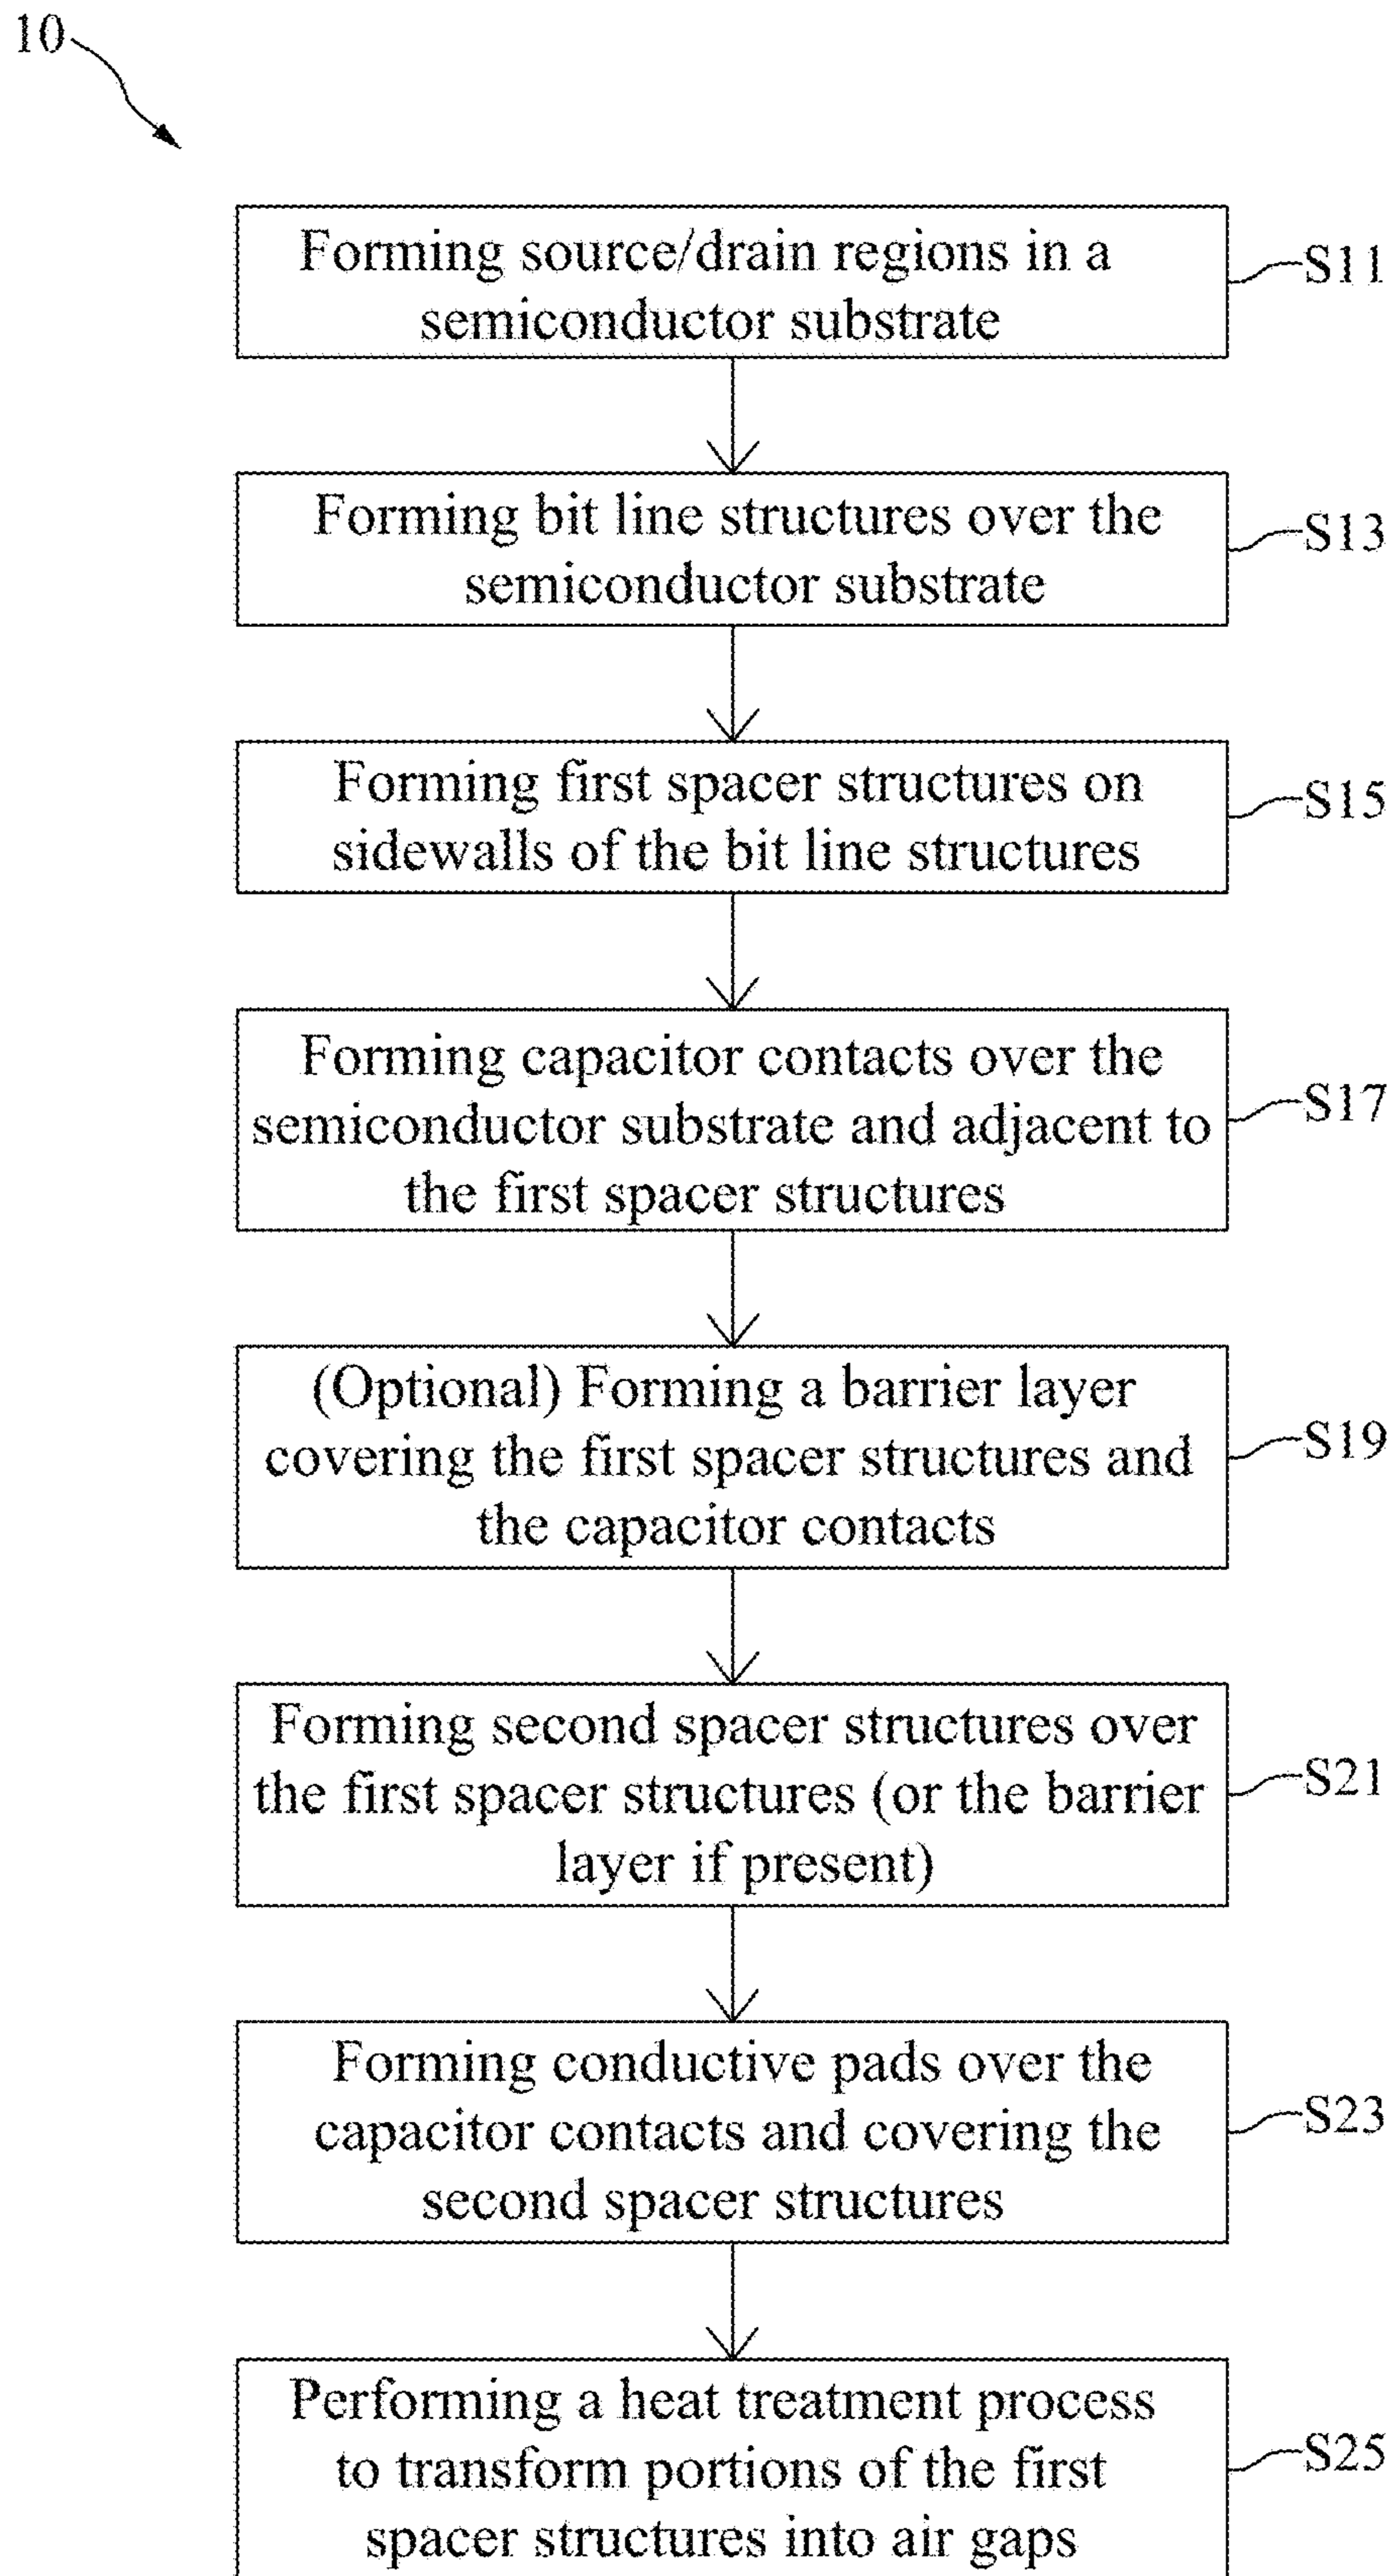 10
Forming source/drain regions in a
semiconductor substrate
S11
Forming bit line structures over the
semiconductor substrate
S13
Forming first spacer structures on
sidewalls of the bit line structures
S15
Forming capacitor contacts over the
semiconductor substrate and adjacent to
the first spacer structures
S17
(Optional) Forming a barrier layer
covering the first spacer structures and
the capacitor contacts
S19
Forming second spacer structures over
the first spacer structures (or the barrier
layer if present)
S21
Forming conductive pads over the
capacitor contacts and covering the
second spacer structures
S23
Performing a heat treatment process
to transform portions of the first
spacer structures into air gaps
S25